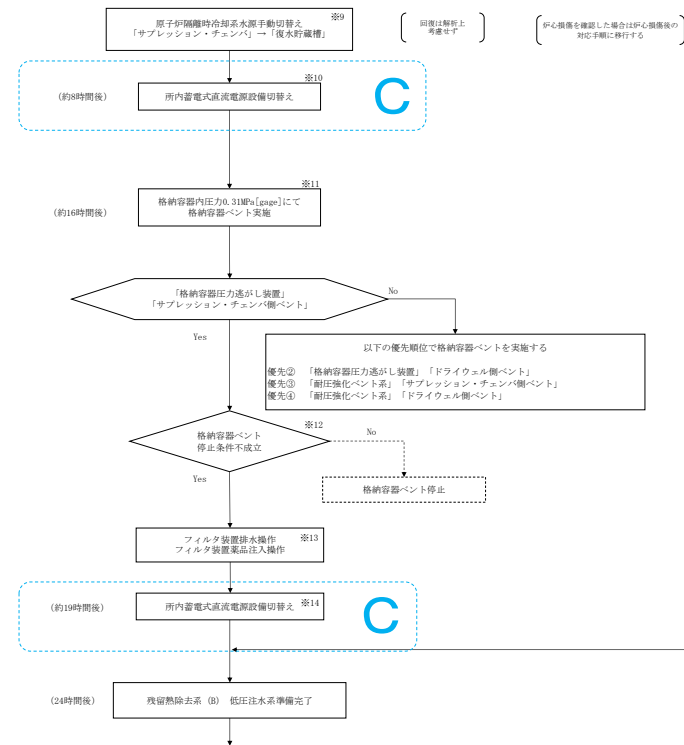 ※9
原子炉隔離時冷却系水源手動切替え
「サプレッション・チェンバ」→「復水貯蔵槽」
回復は解析上
考慮せず
炉心損傷を確認した場合は炉心損傷後の
対応手順に移行する
※10
(約8時間後)
所内蓄電式直流電源設備切替え
C
※11
(約16時間後)
格納容器内圧力0.31MPa[gage]にて
格納容器ベント実施
「格納容器圧力逃がし装置」
「サプレッション・チェンバ側ベント」
No
Yes
以下の優先順位で格納容器ベントを実施する
優先② 「格納容器圧力逃がし装置」「ドライウェル側ベント」
優先③ 「耐圧強化ベント系」「サプレッション・チェンバ側ベント」
優先④ 「耐圧強化ベント系」「ドライウェル側ベント」
※12
格納容器ベント
停止条件不成立
No
Yes
格納容器ベント停止
フィルタ装置排水操作
フィルタ装置薬品注入操作
※13
(約19時間後)
所内蓄電式直流電源設備切替え
※14
C
(24時間後)
残留熱除去系 (B) 低圧注水系準備完了